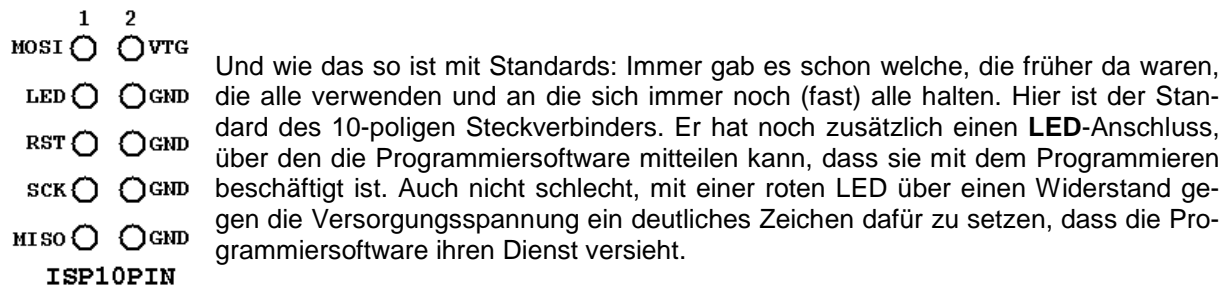 1 2
MOSI VTG
LED GND
RST GND
SCK GND
MISO GND
ISP10PIN
Und wie das so ist mit Standards: Immer gab es schon welche, die früher da waren,
die alle verwenden und an die sich immer noch (fast) alle halten. Hier ist der Stan-
dard des 10-poligen Steckverbinders. Er hat noch zusätzlich einen LED-Anschluss,
über den die Programmiersoftware mitteilen kann, dass sie mit dem Programmieren
beschäftigt ist. Auch nicht schlecht, mit einer roten LED über einen Widerstand ge-
gen die Versorgungsspannung ein deutliches Zeichen dafür zu setzen, dass die Pro-
grammiersoftware ihren Dienst versieht.